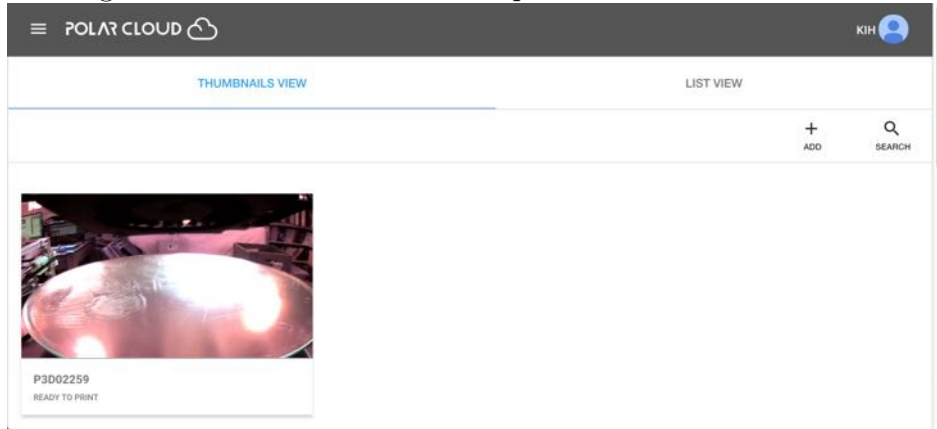 POLAR CLOUD
KIH
THUMBNAILS VIEW
LIST VIEW
ADD
SEARCH
P3D02259
READY TO PRINT